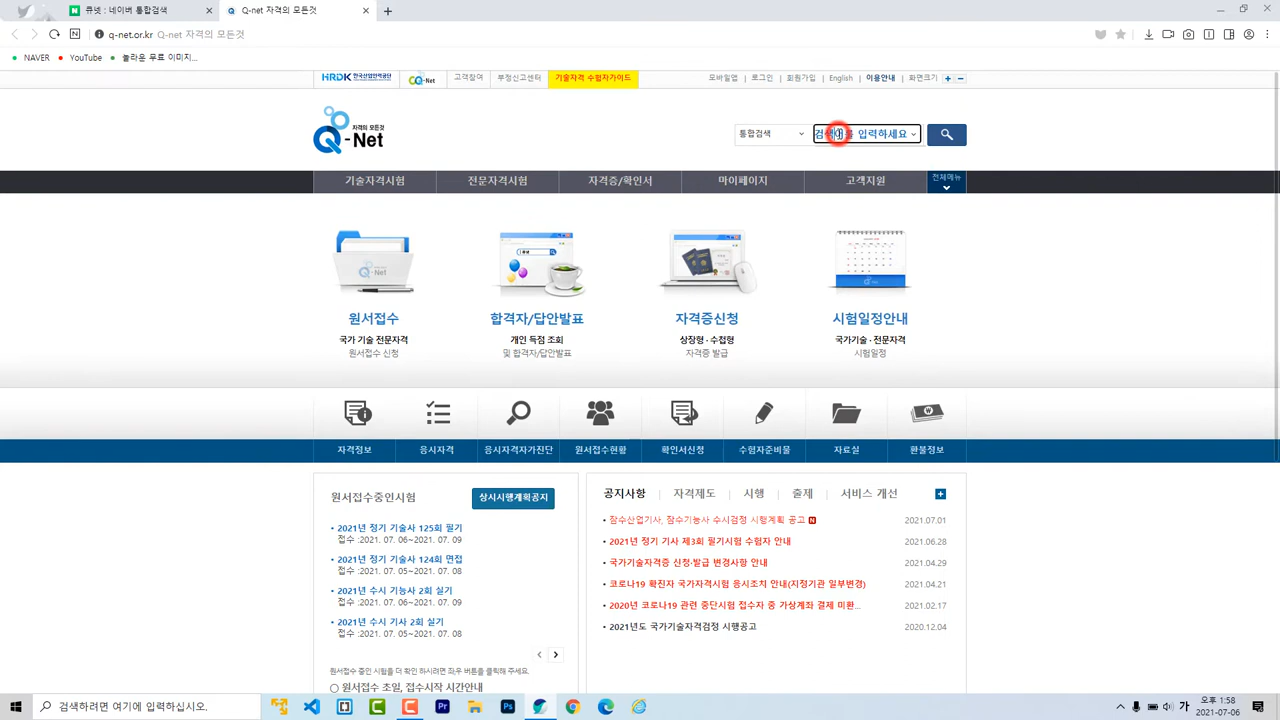 큐넷 : 네이버 통합검색
Q-net 자격의 모든것
q-net.or.kr Q-net 자격의 모든것
NAVER
YouTube
놀라운 무료 이미지...
HRDK 한국산업인력공단
CQ-Net
고객참여
부정신고센터
기술자격 수험자가이드
모바일앱 | 로그인 | 회원가입 | English | 이용안내 | 화면크기
자격의 모든것
Q-Net
통합검색
입력하세요
기술자격시험
전문자격시험
자격증/확인서
마이페이지
고객지원
전체메뉴
원서접수
국가 기술 전문자격
원서접수 신청
합격자/답안발표
개인 득점 조회
및 합격자/답안발표
자격증신청
상장형 · 수첩형
자격증 발급
시험일정안내
국가기술 · 전문자격
시험일정
자격정보
응시자격
응시자격자가진단
원서접수현황
확인서신청
수험자준비물
자료실
환불정보
원서접수중인시험
상시시행계획공지
2021년 정기 기술사 125회 필기
접수 :2021. 07. 06~2021. 07. 09
2021년 정기 기술사 124회 면접
접수 :2021. 07. 05~2021. 07. 08
2021년 수시 기능사 2회 실기
접수 :2021. 07. 06~2021. 07. 09
2021년 수시 기사 2회 실기
접수 :2021. 07. 05~2021. 07. 08
원서접수 중인 시험을 더 확인 하시려면 좌,우 버튼을 클릭해 주세요.
원서접수 초일, 접수시작 시간안내
공지사항 | 자격제도 | 시행 | 출제 | 서비스 개선
잠수산업기사, 잠수기능사 수시검정 시행계획 공고 N 2021.07.01
2021년 정기 기사 제3회 필기시험 수험자 안내 2021.06.28
국가기술자격증 신청·발급 변경사항 안내 2021.04.29
코로나19 확진자 국가자격시험 응시조치 안내(지정기관 일부변경) 2021.04.21
2020년 코로나19 관련 중단시험 접수자 중 가상계좌 결제 미환... 2021.02.17
2021년도 국가기술자격검정 시행공고 2020.12.04
검색하려면 여기에 입력하십시오.
가
오후 1:58
2021-07-06